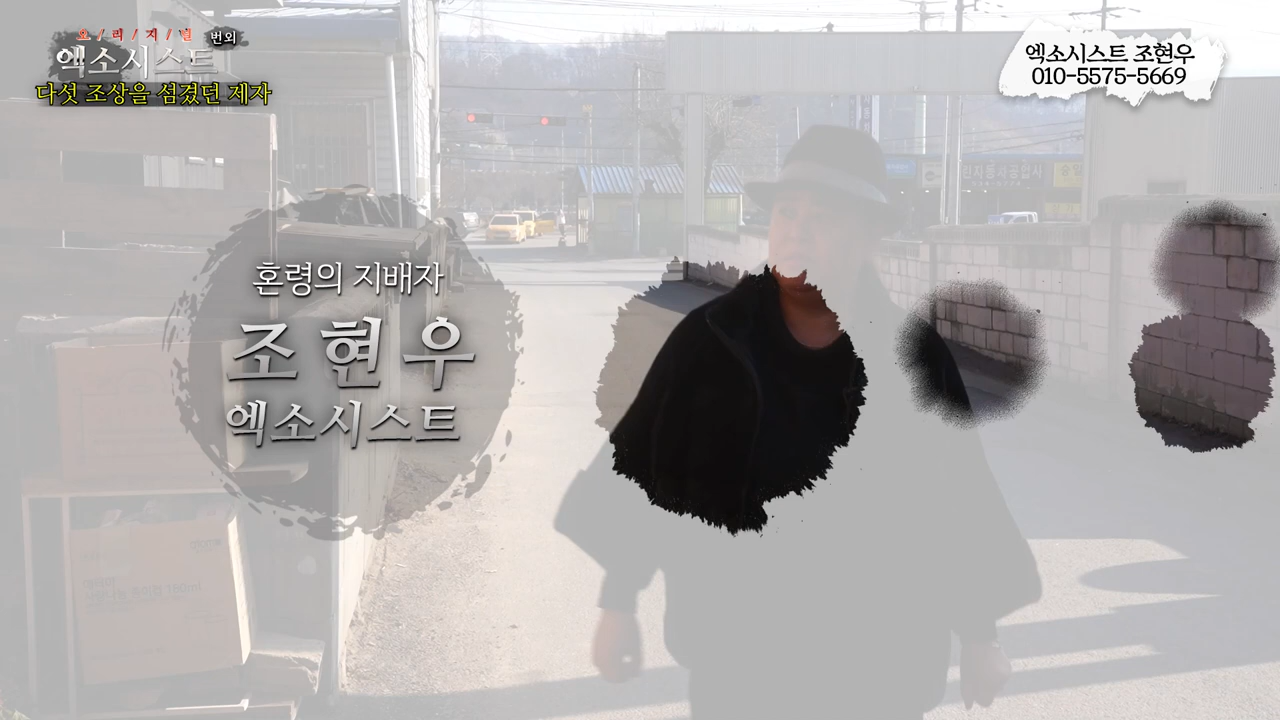 오/리/지/널 번외
엑소시스트
다섯 조상을 섬겼던 제자
엑소시스트 조현우
010-5575-5669
혼령의 지배자
조현우
엑소시스트